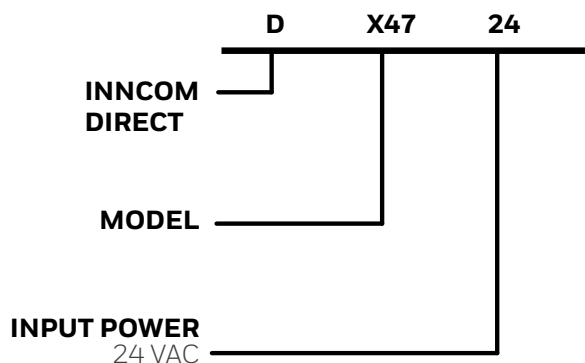 D X47 24
INNCOM
DIRECT
MODEL
INPUT POWER
24 VAC